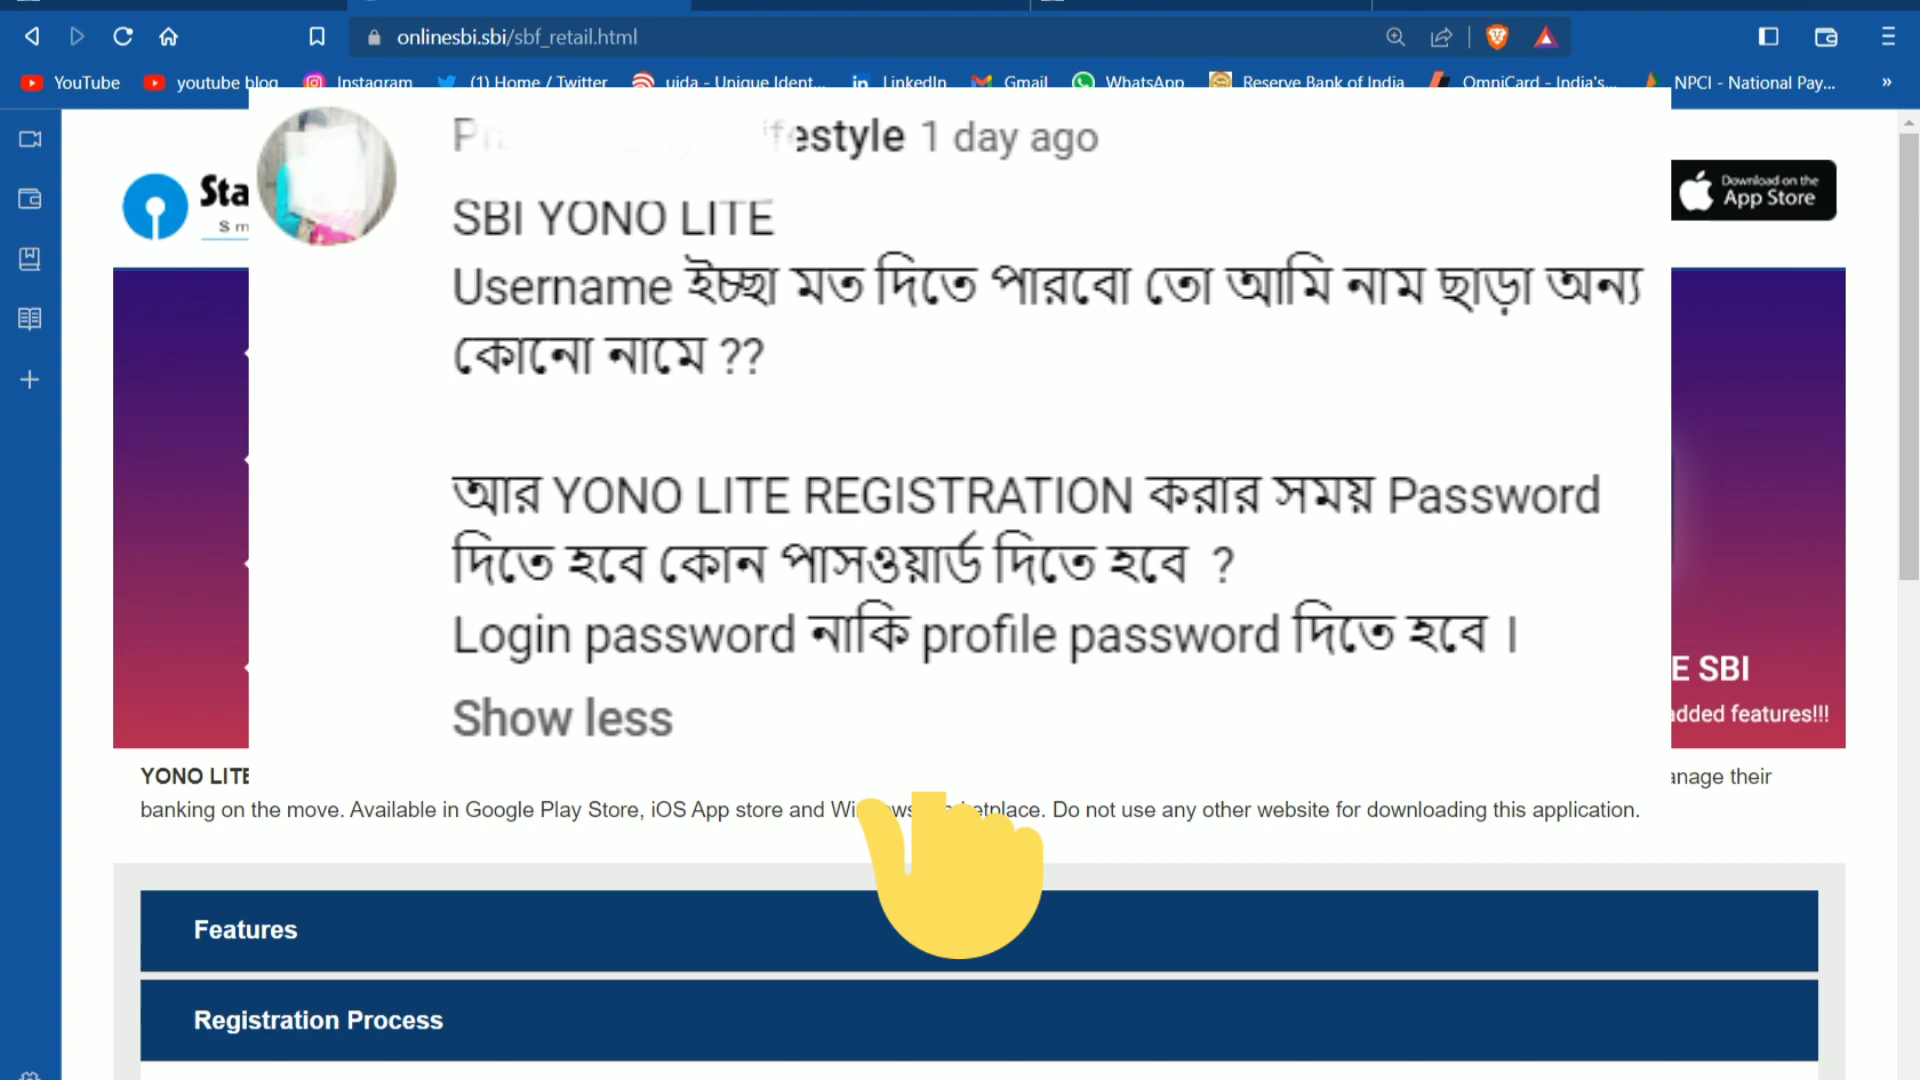 onlinesbi.sbi/sbf_retail.html
YouTube youtube blog Instagram (1) Home / Twitter uida - Unique Ident... LinkedIn Gmail WhatsApp Reserve Bank of India OmniCard - India's... NPCI - National Pay... »
estyle 1 day ago
Sta
Download on the
App Store
SBI YONO LITE
Username ইচ্ছা মত দিতে পারবো তো আমি নাম ছাড়া অন্য
কোনো নামে ??
আর YONO LITE REGISTRATION করার সময় Password
দিতে হবে কোন পাসওয়ার্ড দিতে হবে ?
Login password নাকি profile password দিতে হবে ।
Show less
E SBI
added features!!!
YONO LITE
anage their
banking on the move. Available in Google Play Store, iOS App store and Do not use any other website for downloading this application.
Features
Registration Process